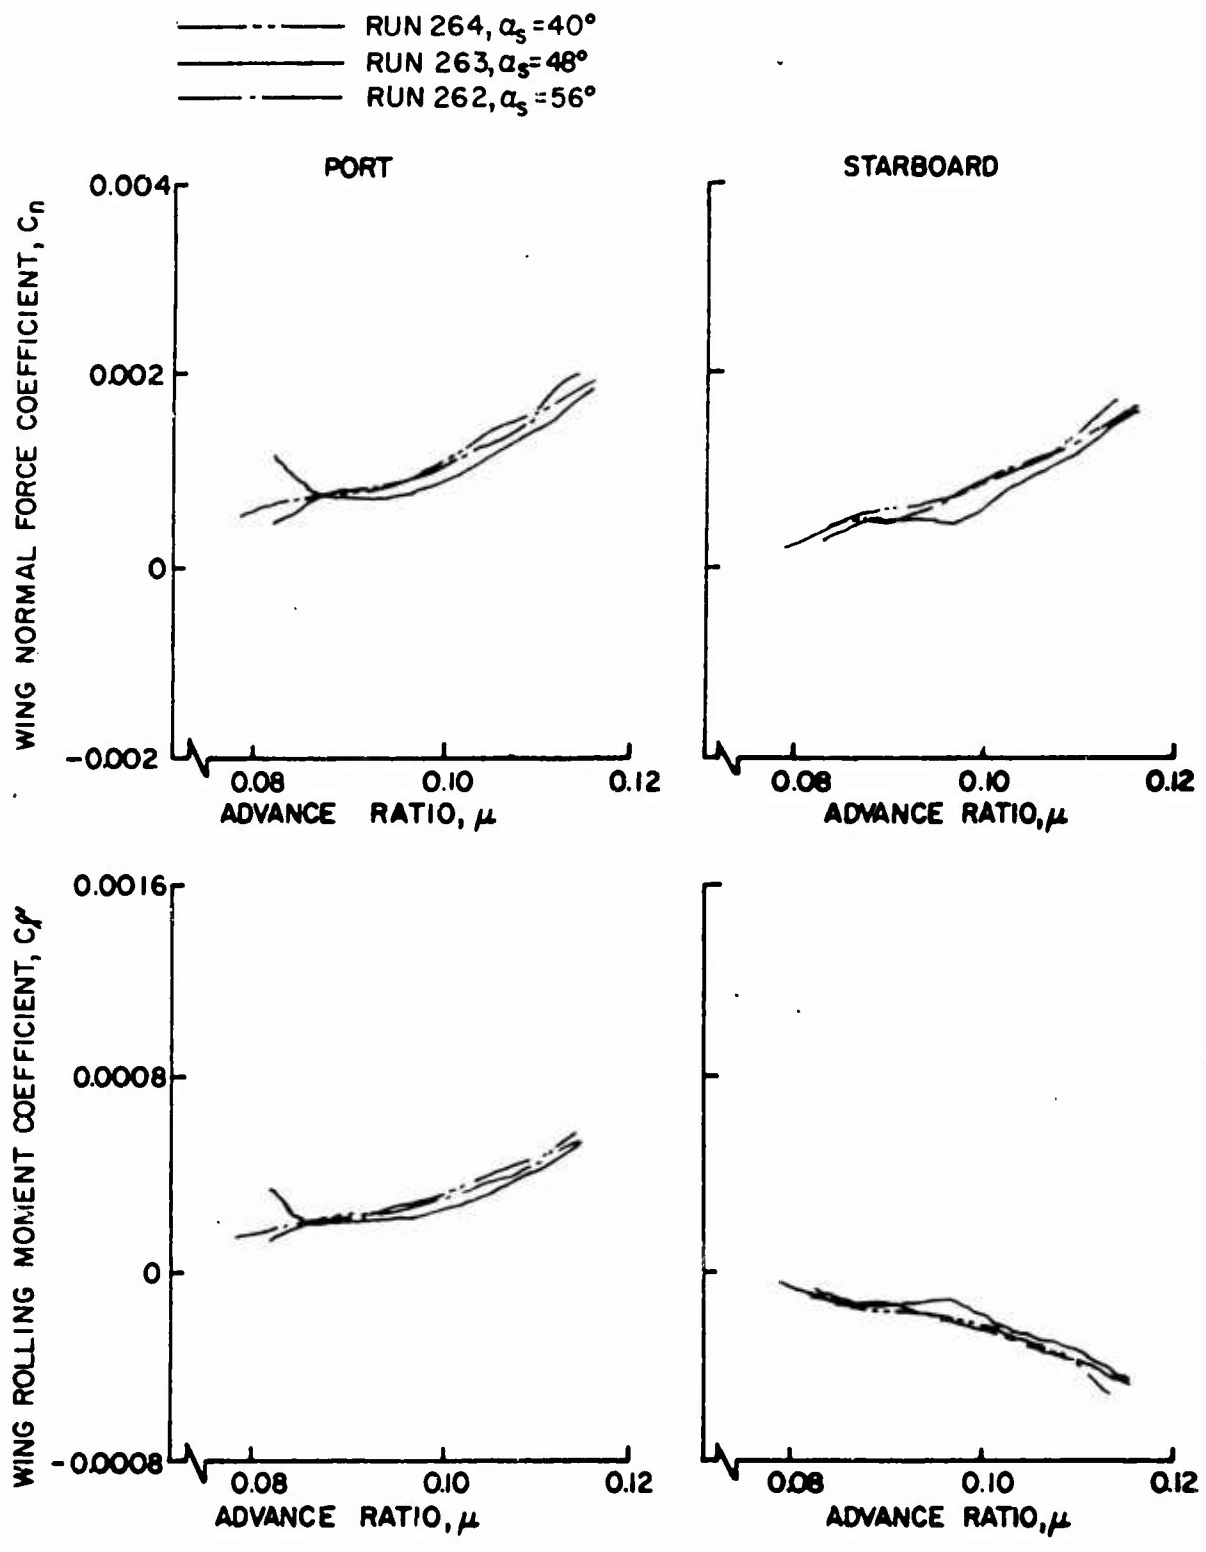 RUN 264, αs=40°
RUN 263, αs=48°
RUN 262, αs=56°
PORT
STARBOARD
WING NORMAL FORCE COEFFICIENT, Cn
0.004
0.002
0
-0.002
0.08 0.10 0.12
ADVANCE RATIO, μ
0.08 0.10 0.12
ADVANCE RATIO, μ
WING ROLLING MOMENT COEFFICIENT, Cℓ
0.0016
0.0008
0
-0.0008
0.08 0.10 0.12
ADVANCE RATIO, μ
0.08 0.10 0.12
ADVANCE RATIO, μ